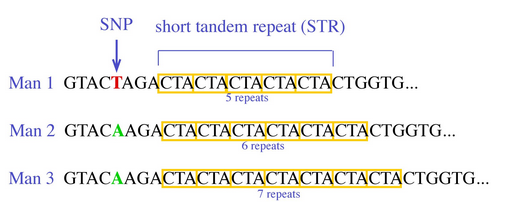 SNP short tandem repeat (STR)
Man 1 GTACTAGACTACTACTACTACTACTGGTG...
5 repeats
Man 2 GTACAAGACTACTACTACTACTACTACTGGTG...
6 repeats
Man 3 GTACAAGACTACTACTACTACTACTACTACTGGTG...
7 repeats